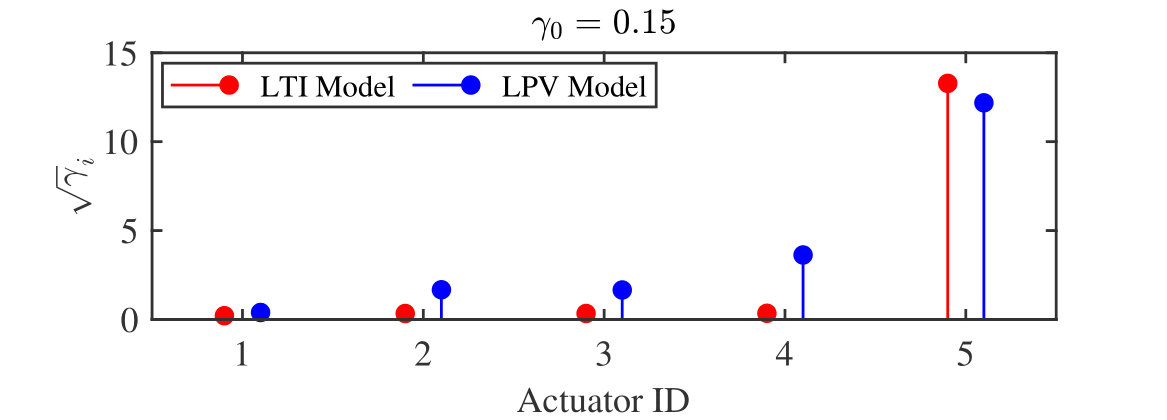 γ₀ = 0.15
15
LTI Model LPV Model
10
√γᵢ
5
0
1 2 3 4 5
Actuator ID